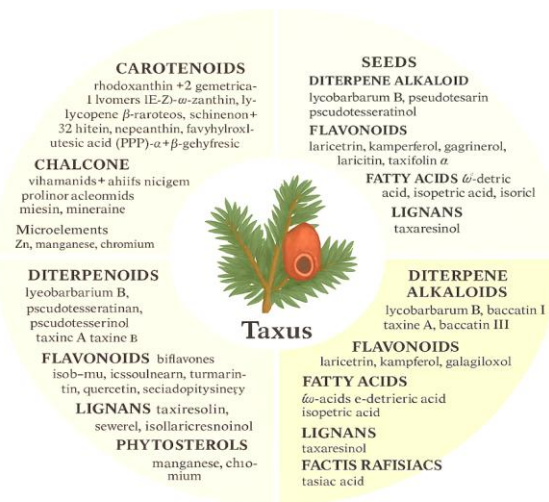 CAROTENOIDS
rhodoxanthin +2 gemetrica-
I lvomers [E-Z)-ω-zanthin, ly-
lycopene β-raroteos, schinenon+
32 hitein, nepeanthin, favyhylroxl-
utesic acid (PPP)-α+β-gehyfresic
CHALCONE
vihamanids+ ahiifs nicigem
prolinor acleomnids
miesin, mineraine
Microelements
Zn, manganese, chromium
SEEDS
DITERPENE ALKALOID
lycobarbarum B, pseudotesarin
pscudotesseratinol
FLAVONOIDS
laricetrin, kamperferol, gagrinerol,
laricitin, taxifolin α
FATTY ACIDS ω-detric
acid, isopetric acid, isoricl
LIGNANS
taxaresinol
Taxus
DITERPENOIDS
lyeobarbarium B,
pseudotesseratinan,
pseudotesserinol
taxinc A taxine B
FLAVONOIDS biflavones
isob-mu, icssoulnearn, turmarin-
tin, quercetin, seciadopitysinery
LIGNANS taxiresolin,
sewerel, isollaricresnoinol
PHYTOSTEROLS
manganese, chıo-
mium
DITERPENE
ALKALOIDS
lycobarbarum B, baccatin I
taxine A, baccatin III
FLAVONOIDS
laricetrin, kampferol, galagiloxol
FATTY ACIDS
ω-acids e-detrieric acid
isopetric acid
LIGNANS
taxaresinol
FACTIS RAFISIACS
tasiac acid